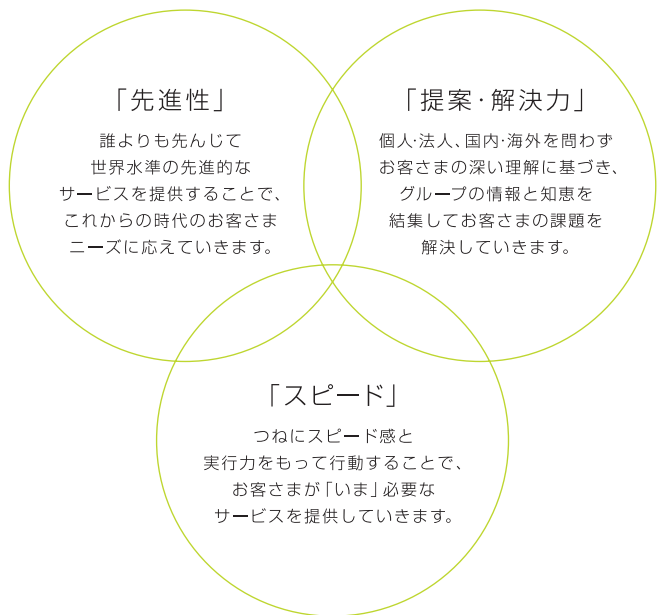 「先進性」
誰よりも先んじて
世界水準の先進的な
サービスを提供することで、
これからの時代のお客さま
ニーズに応えていきます。
「提案・解決力」
個人・法人、国内・海外を問わず
お客さまの深い理解に基づき、
グループの情報と知恵を
結集してお客さまの課題を
解決していきます。
「スピード」
つねにスピード感と
実行力をもって行動することで、
お客さまが「いま」必要な
サービスを提供していきます。